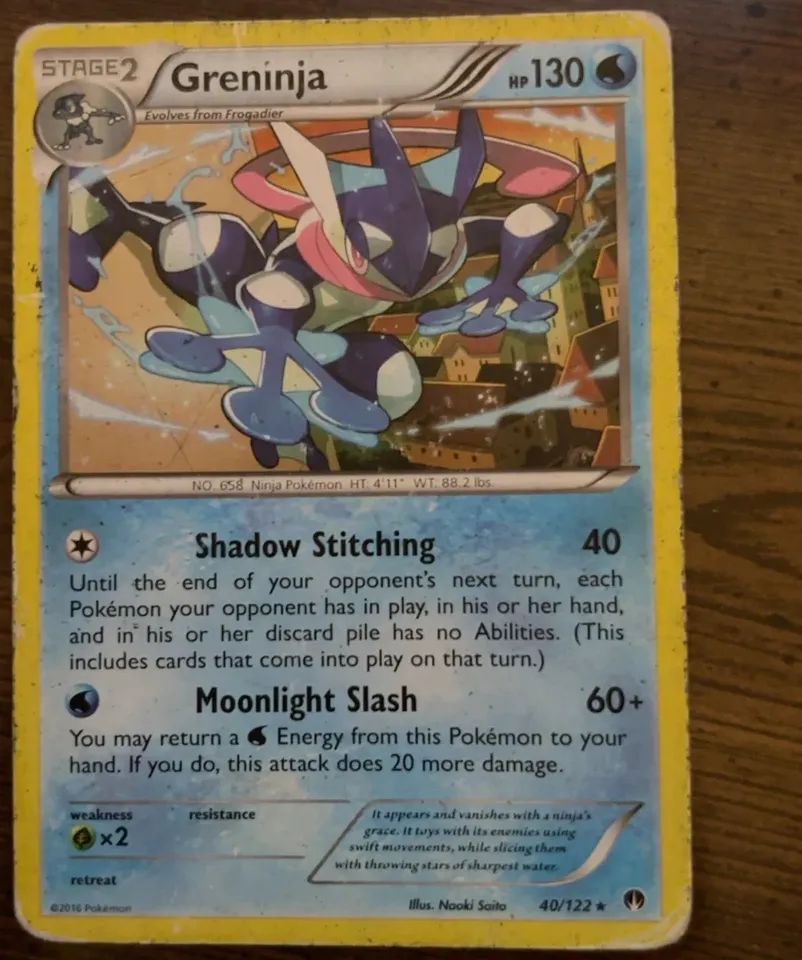 STAGE2 Greninja HP130
Evolves from Frogadier
NO. 658 Ninja Pokémon HT: 4'11" WT: 88.2 lbs.
Shadow Stitching 40
Until the end of your opponent's next turn, each
Pokémon your opponent has in play, in his or her hand,
and in his or her discard pile has no Abilities. (This
includes cards that come into play on that turn.)
Moonlight Slash 60+
You may return a Energy from this Pokémon to your
hand. If you do, this attack does 20 more damage.
weakness resistance
×2
retreat
It appears and vanishes with a ninja's
grace. It toys with its enemies using
swift movements, while slicing them
with throwing stars of sharpest water.
©2016 Pokémon Illus. Naoki Saito 40/122 ★